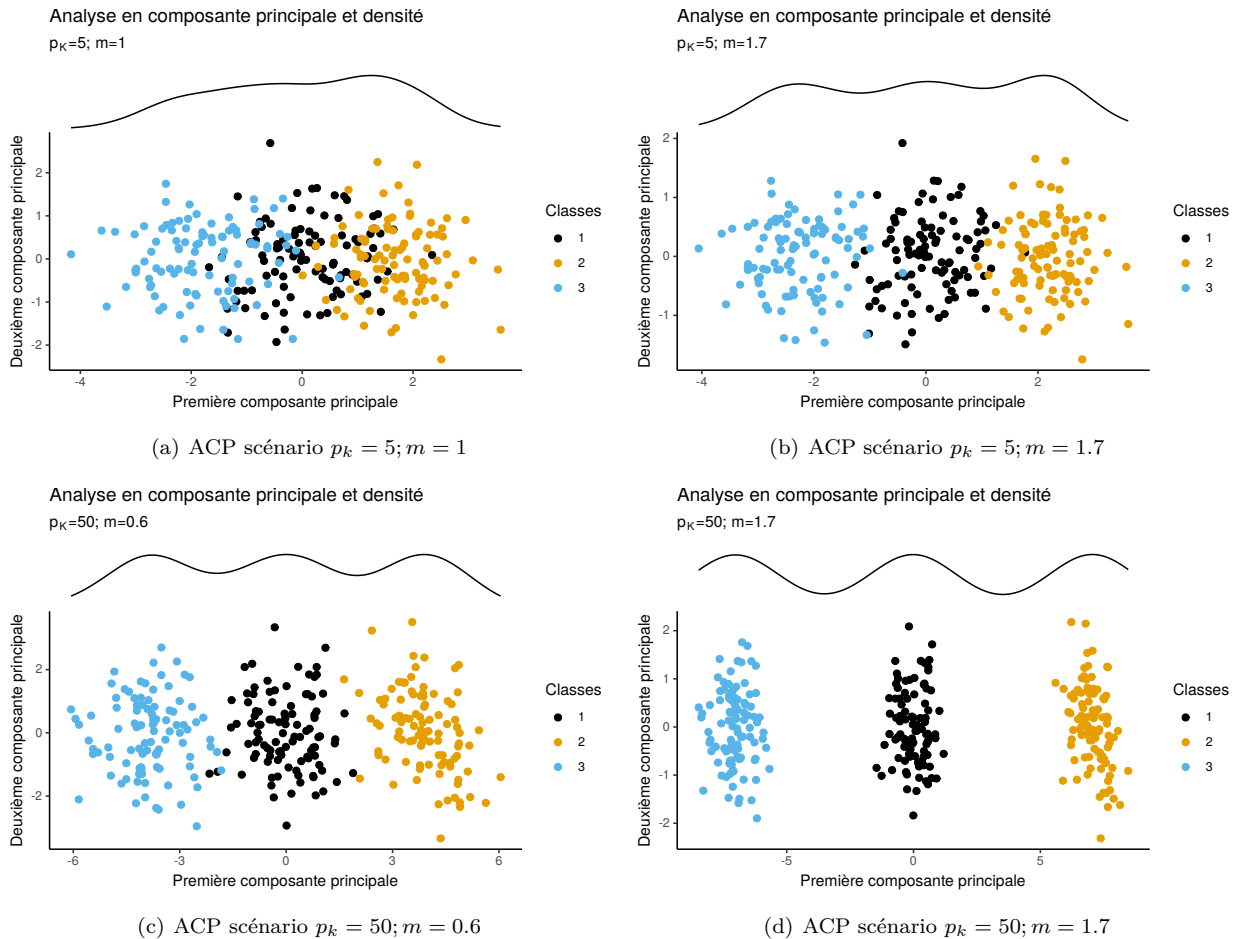 Analyse en composante principale et densité
pK=5; m=1
Deuxième composante principale
2
1
0
-1
-2
-4
-2
0
2
Première composante principale
Classes
1
2
3
(a) ACP scénario pk = 5; m = 1
Analyse en composante principale et densité
pK=5; m=1.7
Deuxième composante principale
2
1
0
-1
-4
-2
0
2
Première composante principale
Classes
1
2
3
(b) ACP scénario pk = 5; m = 1.7
Analyse en composante principale et densité
pK=50; m=0.6
Deuxième composante principale
2
0
-2
-6
-3
0
3
6
Première composante principale
Classes
1
2
3
(c) ACP scénario pk = 50; m = 0.6
Analyse en composante principale et densité
pK=50; m=1.7
Deuxième composante principale
2
1
0
-1
-2
-5
0
5
Première composante principale
Classes
1
2
3
(d) ACP scénario pk = 50; m = 1.7